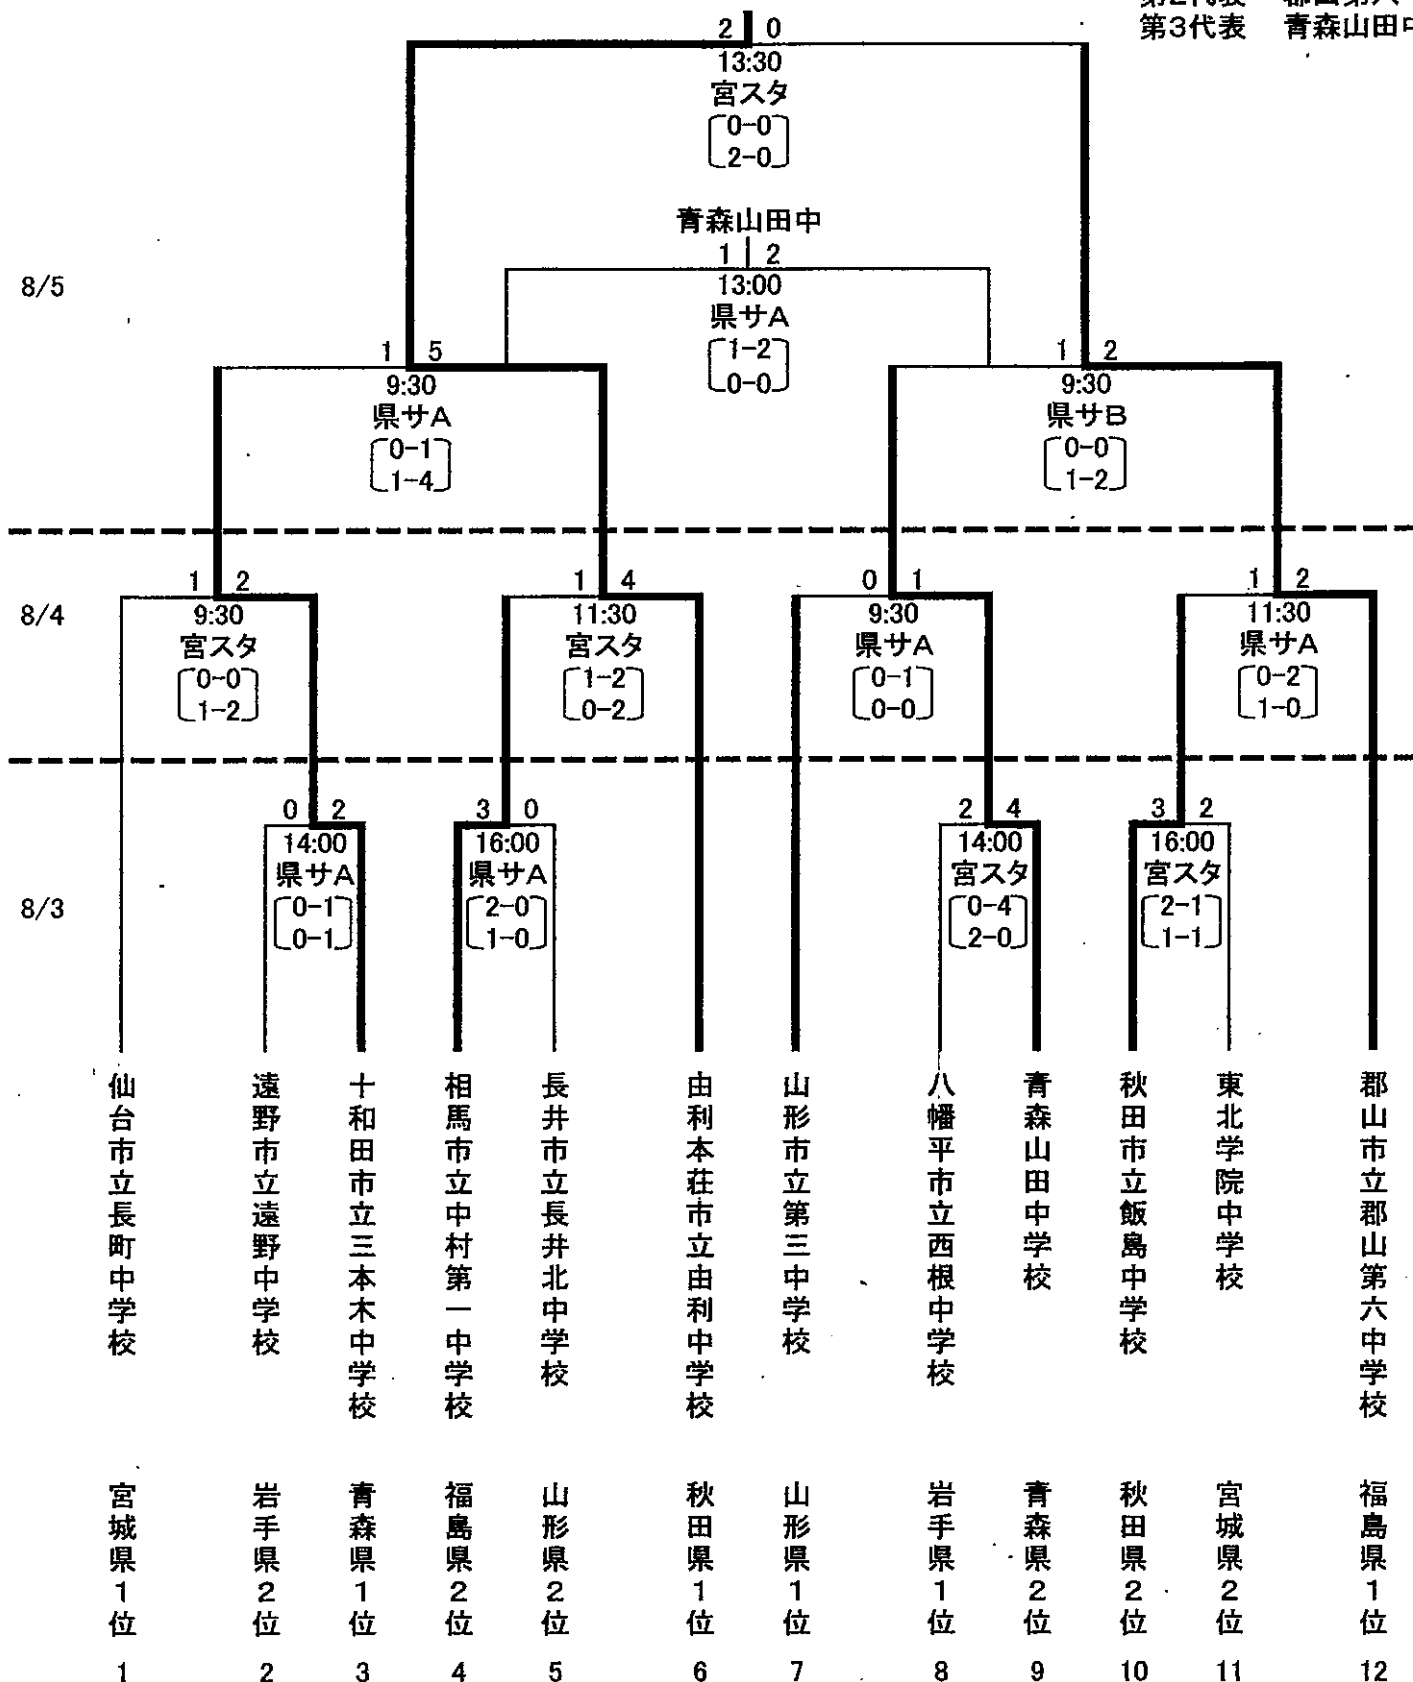 第3代表 青森山田中
2 0
13:30
宮スタ
0-0
2-0
青森山田中
1 2
13:00
県サA
1-2
0-0
8/5
1 5
9:30
県サA
0-1
1-4
1 2
9:30
県サB
0-0
1-2
8/4
1 2
9:30
宮スタ
0-0
1-2
1 4
11:30
宮スタ
1-2
0-2
0 1
9:30
県サA
0-1
0-0
1 2
11:30
県サA
0-2
1-0
8/3
0 2
14:00
県サA
0-1
0-1
3 0
16:00
県サA
2-0
1-0
2 4
14:00
宮スタ
0-4
2-0
3 2
16:00
宮スタ
2-1
1-1
仙台市立長町中学校
遠野市立遠野中学校
十和田市立三本木中学校
相馬市立中村第一中学校
長井市立長井北中学校
由利本荘市立由利中学校
山形市立第三中学校
八幡平市立西根中学校
青森山田中学校
秋田市立飯島中学校
東北学院中学校
郡山市立郡山第六中学校
宮城県1位
岩手県2位
青森県1位
福島県2位
山形県2位
秋田県1位
山形県1位
岩手県1位
青森県2位
秋田県2位
宮城県2位
福島県1位
1 2 3 4 5 6 7 8 9 10 11 12